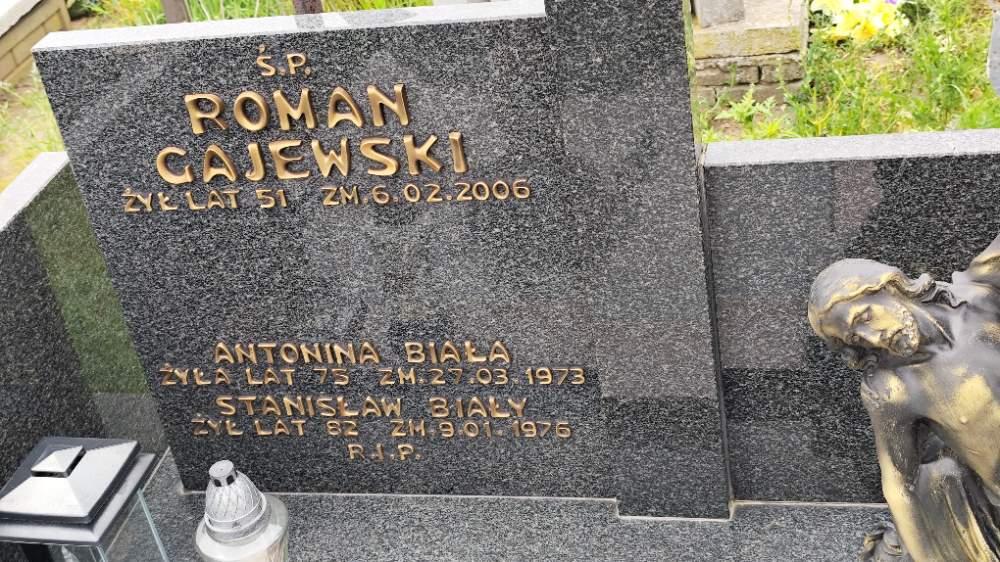 Ś.P.
ROMAN
GAJEWSKI
ŻYŁ LAT 51 ZM.6.02.2006
ANTONINA BIAŁA
ŻYŁA LAT 75 ZM.27.03.1973
STANISŁAW BIAŁY
ŻYŁ LAT 82 ZM.9.01.1976
R.I.P.